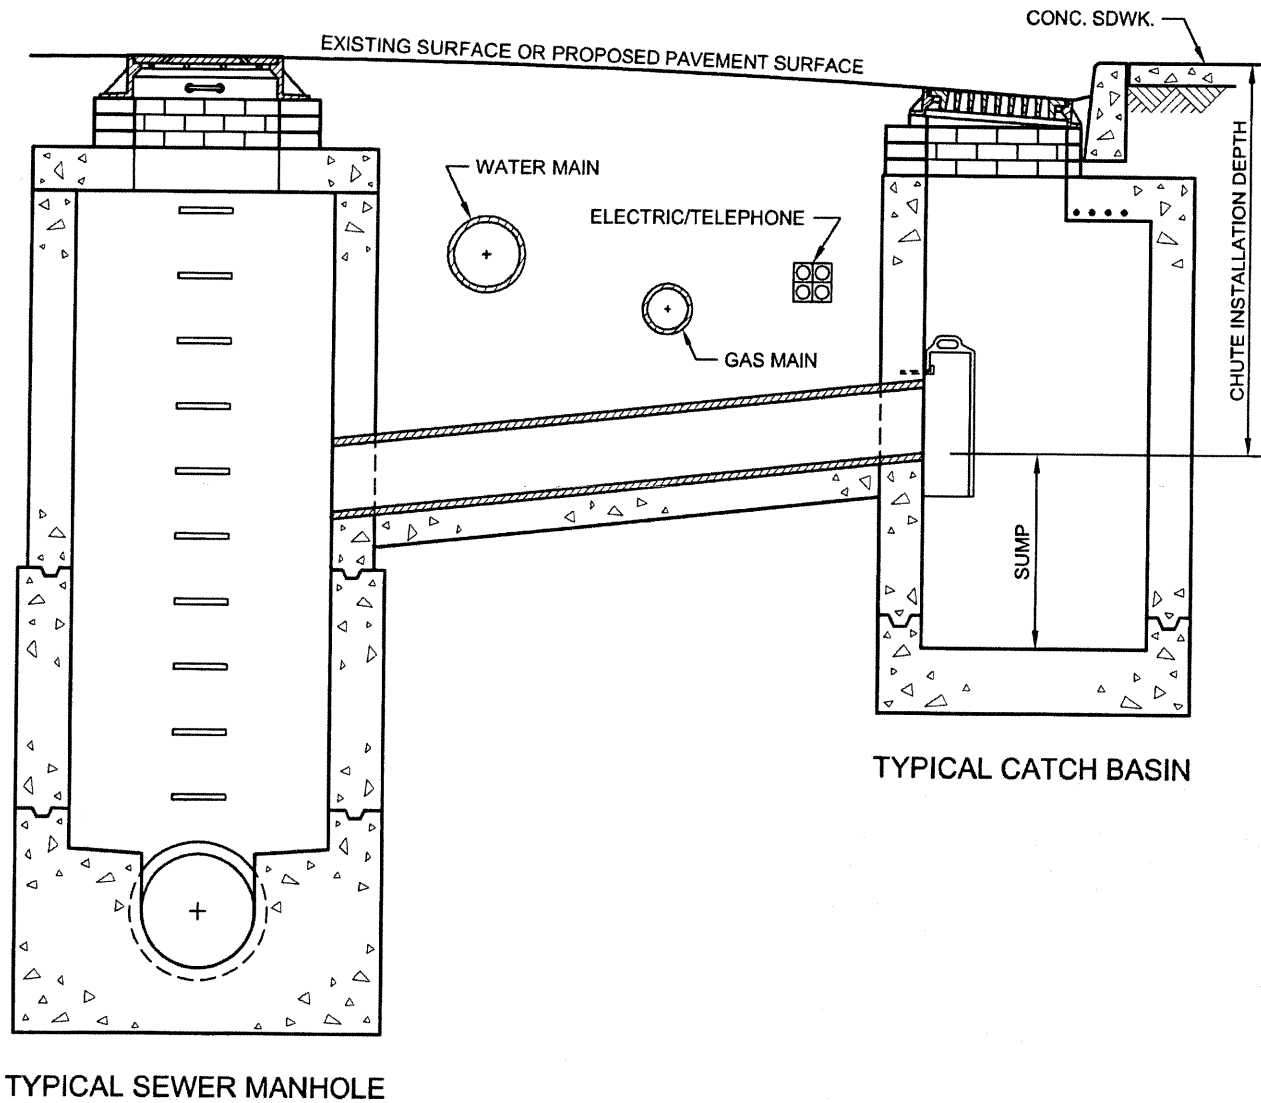 CONC. SDWK.
EXISTING SURFACE OR PROPOSED PAVEMENT SURFACE
WATER MAIN
ELECTRIC/TELEPHONE
GAS MAIN
CHUTE INSTALLATION DEPTH
SUMP
TYPICAL CATCH BASIN
TYPICAL SEWER MANHOLE